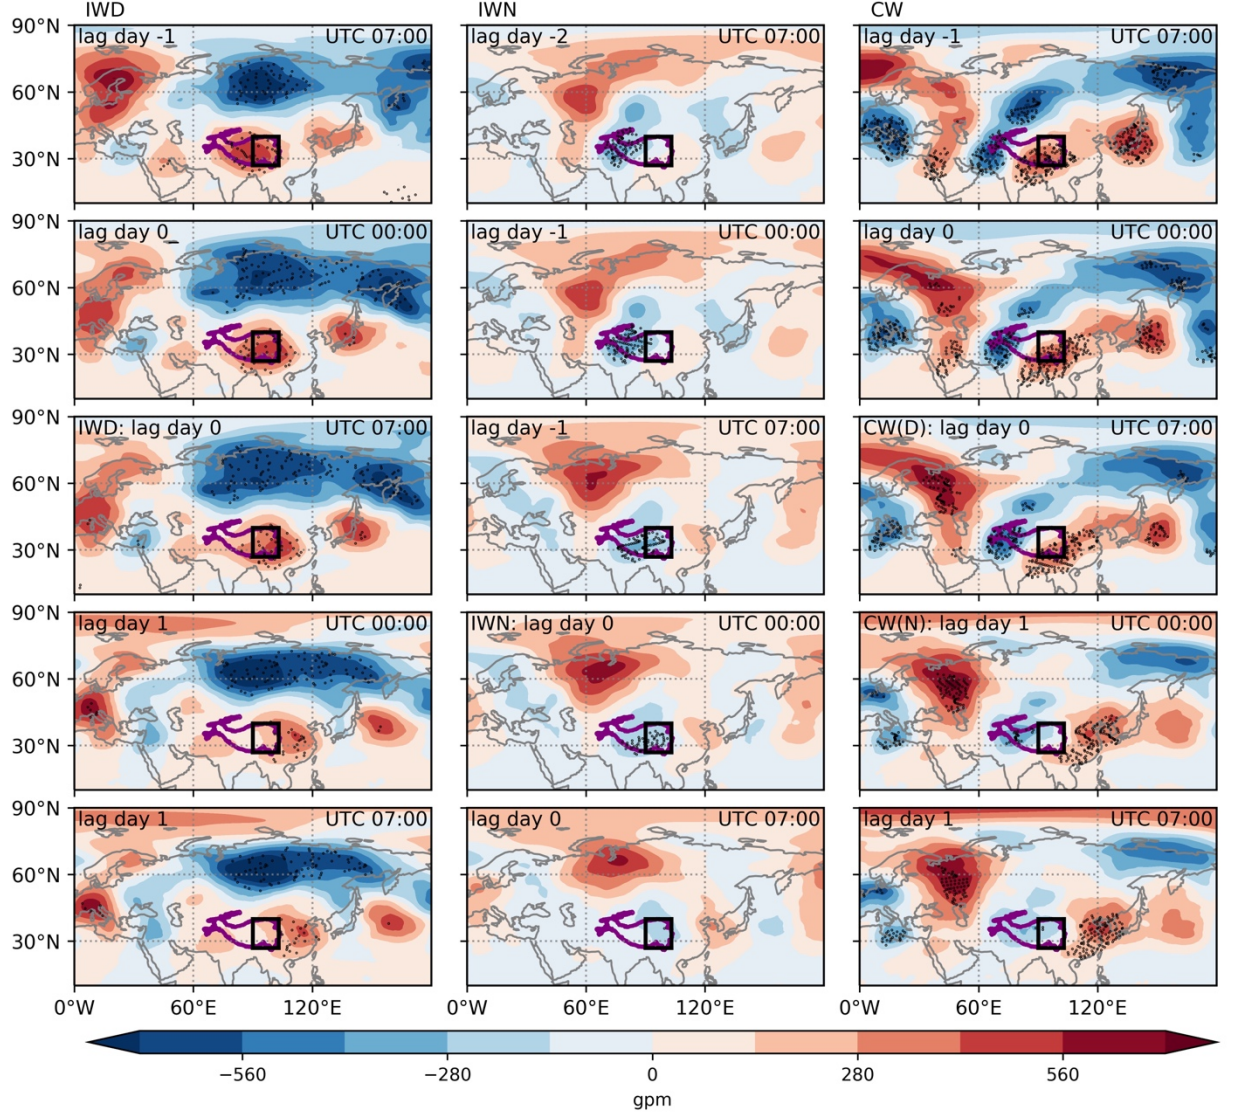 IWD IWN CW
90°N lag day -1 UTC 07:00 lag day -2 UTC 07:00 lag day -1 UTC 07:00
60°N
30°N
90°N lag day 0 UTC 00:00 lag day -1 UTC 00:00 lag day 0 UTC 00:00
60°N
30°N
90°N IWD: lag day 0 UTC 07:00 lag day -1 UTC 07:00 CW(D): lag day 0 UTC 07:00
60°N
30°N
90°N lag day 1 UTC 00:00 IWN: lag day 0 UTC 00:00 CW(N): lag day 1 UTC 00:00
60°N
30°N
90°N lag day 1 UTC 07:00 lag day 0 UTC 07:00 lag day 1 UTC 07:00
60°N
30°N
0°W 60°E 120°E 0°W 60°E 120°E 0°W 60°E 120°E
−560 −280 0 280 560
gpm